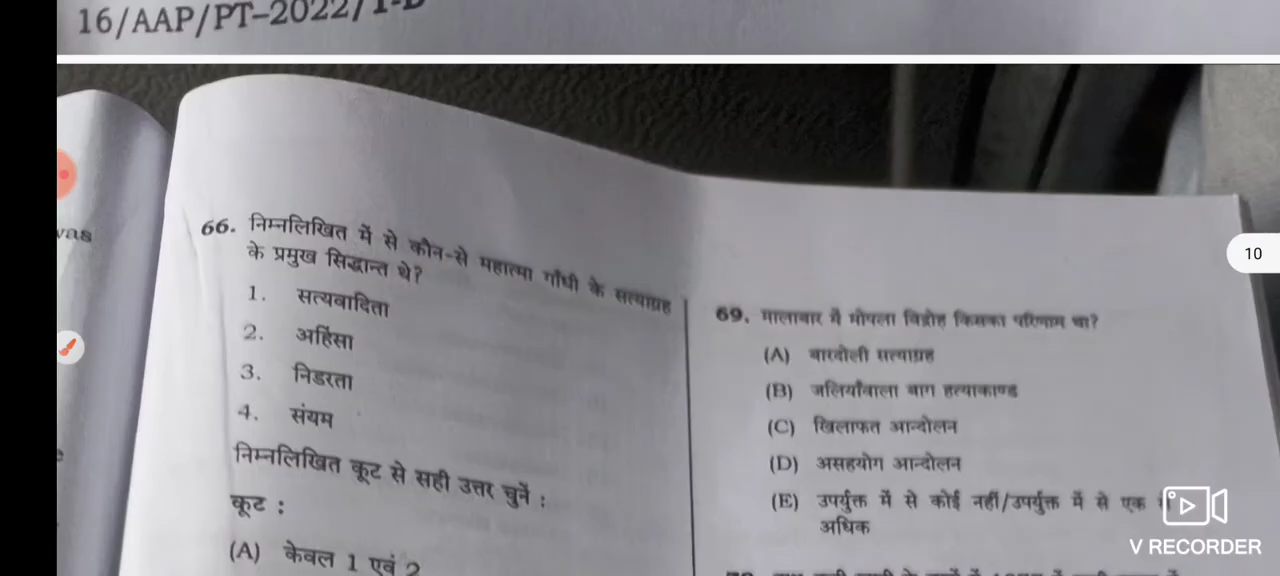 16/AAP/PT-2022/1-B
vas
66. निम्नलिखित में से कौन-से महात्मा गाँधी के सत्याग्रह
के प्रमुख सिद्धान्त थे?
1. सत्यवादिता
2. अहिंसा
3. निडरता
4. संयम
निम्नलिखित कूट से सही उत्तर चुनें :
कूट :
(A) केवल 1 एवं 2
69. मालाबार में मोपला विद्रोह किसका परिणाम था?
(A) बारदोली सत्याग्रह
(B) जलियाँवाला बाग हत्याकाण्ड
(C) खिलाफत आन्दोलन
(D) असहयोग आन्दोलन
(E) उपर्युक्त में से कोई नहीं/उपर्युक्त में से एक
अधिक
10
V RECORDER